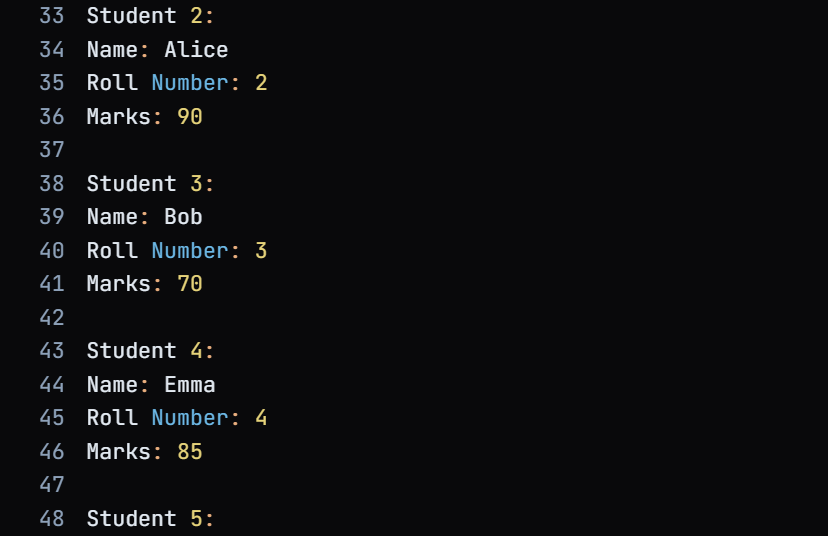 33 Student 2:
34 Name: Alice
35 Roll Number: 2
36 Marks: 90
37
38 Student 3:
39 Name: Bob
40 Roll Number: 3
41 Marks: 70
42
43 Student 4:
44 Name: Emma
45 Roll Number: 4
46 Marks: 85
47
48 Student 5: